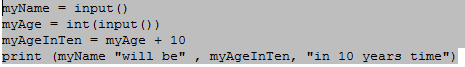 myName = input()
myAge = int(input())
myAgeInTen = myAge + 10
print (myName "will be" , myAgeInTen, "in 10 years time")